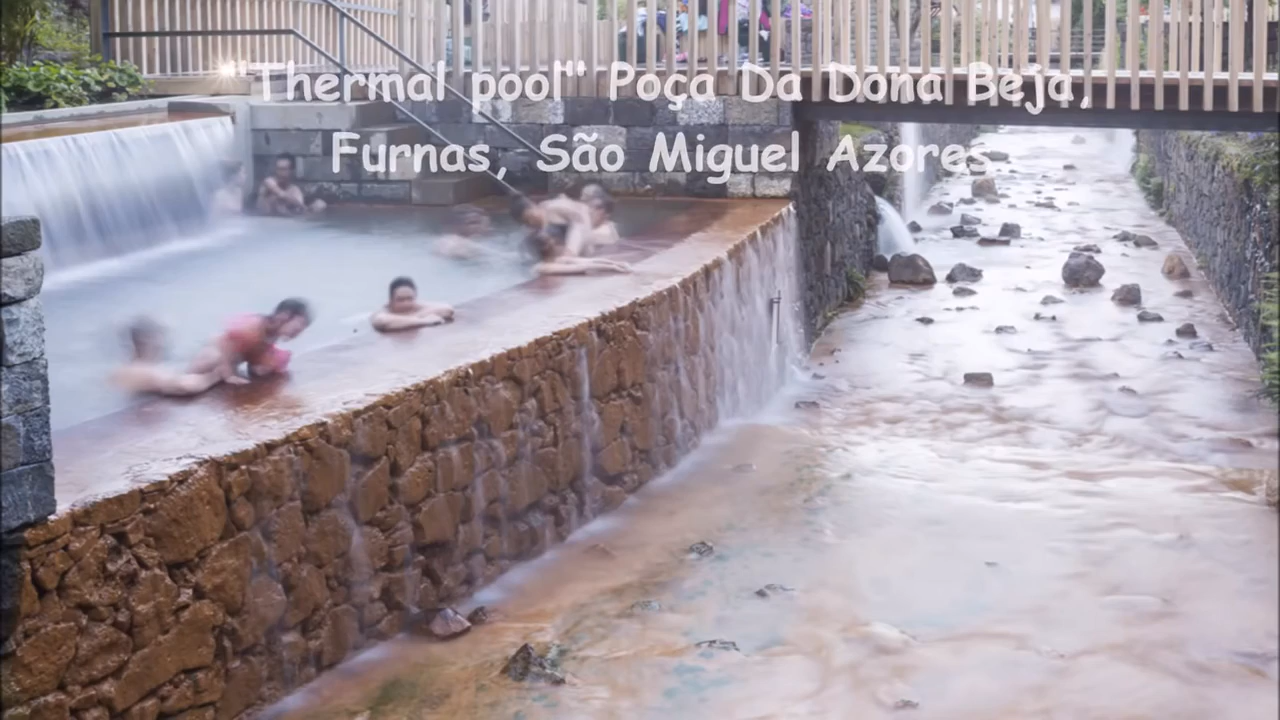 "Thermal pool" Poça Da Dona Beja,
Furnas, São Miguel Azores